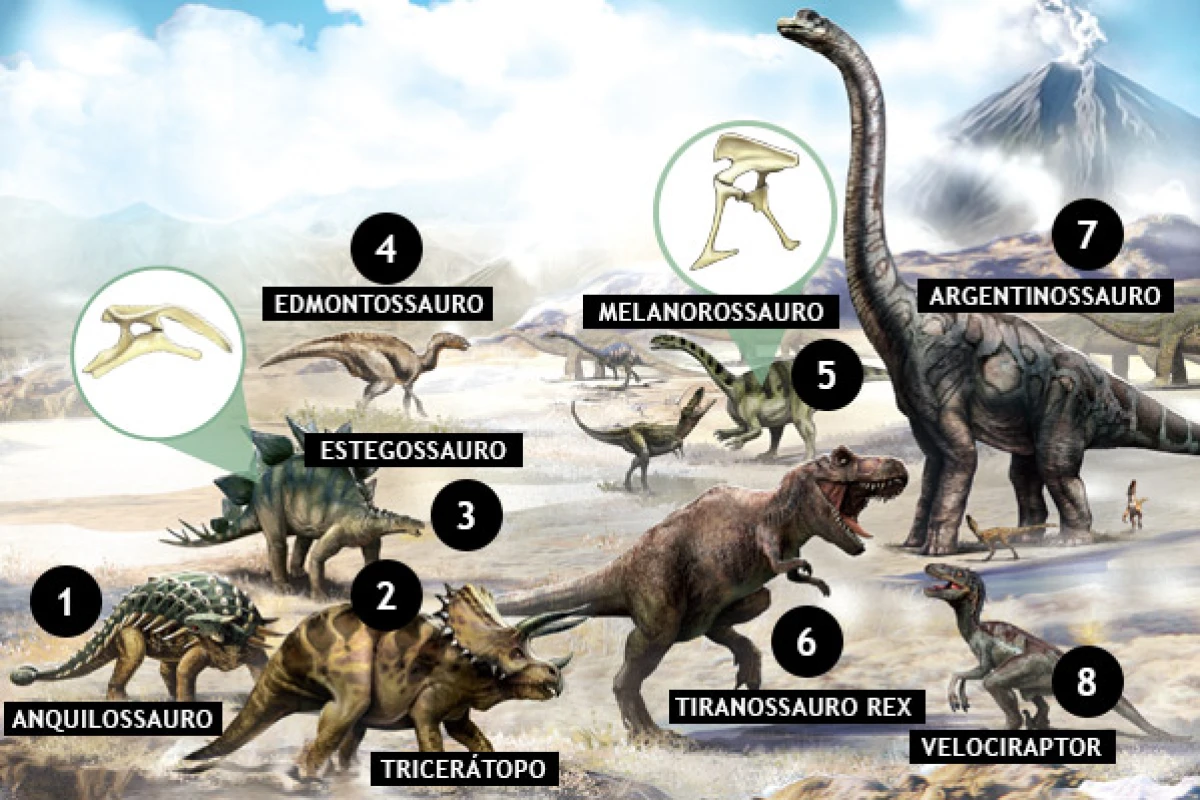 4
EDMONTOSSAURO
MELANOROSSAURO
7
ARGENTINOSSAURO
5
ESTEGOSSAURO
3
1
2
6
8
ANQUILOSSAURO
TIRANOSSAURO REX
VELOCIRAPTOR
TRICERÁTOPO